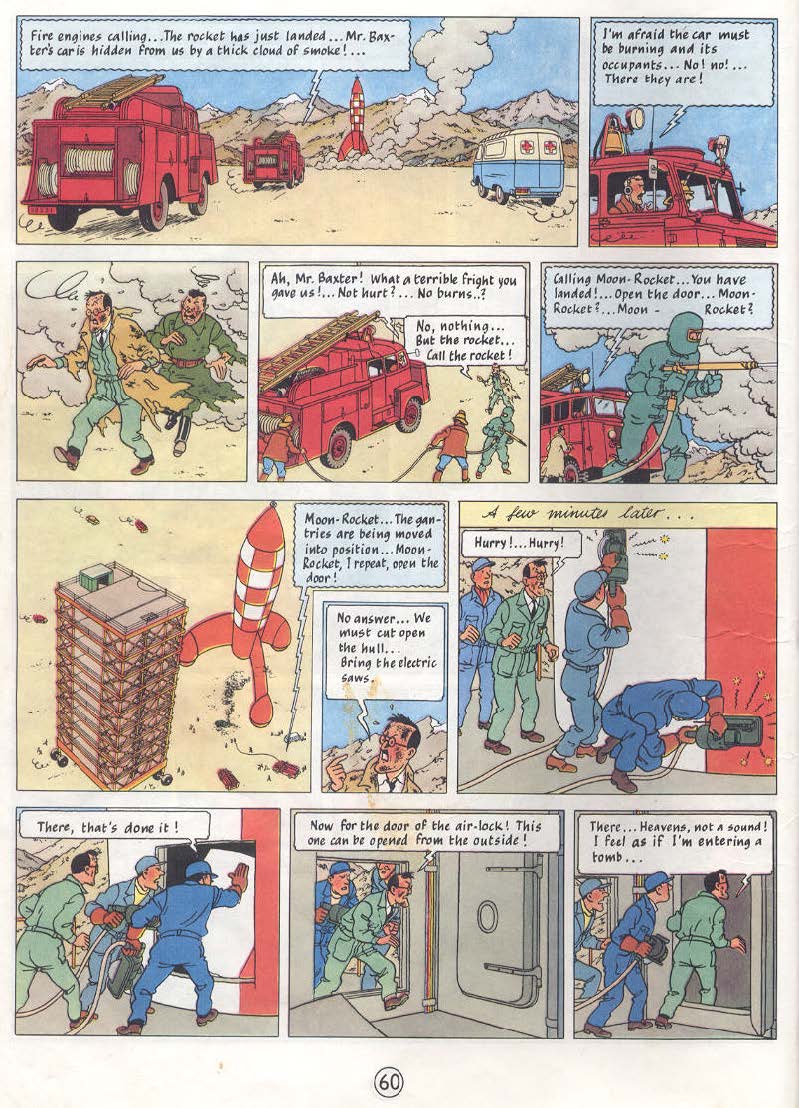 Fire engines calling...The rocket has just landed...Mr. Bax-
ter's car is hidden from us by a thick cloud of smoke!...
I'm afraid the car must
be burning and its
occupants... No! no!...
There they are!
Ah, Mr. Baxter! What a terrible fright you
gave us!... Not hurt?... No burns..?
No, nothing...
But the rocket...
Call the rocket!
Calling Moon-Rocket...You have
landed!...Open the door...Moon-
Rocket?...Moon - Rocket?
Moon-Rocket... The gan-
tries are being moved
into position...Moon-
Rocket, I repeat, open the
door!
No answer... We
must cut open
the hull...
Bring the electric
saws.
A few minutes later...
Hurry!...Hurry!
There, that's done it!
Now for the door of the air-lock! This
one can be opened from the outside!
There... Heavens, not a sound!
I feel as if I'm entering a
tomb...
60